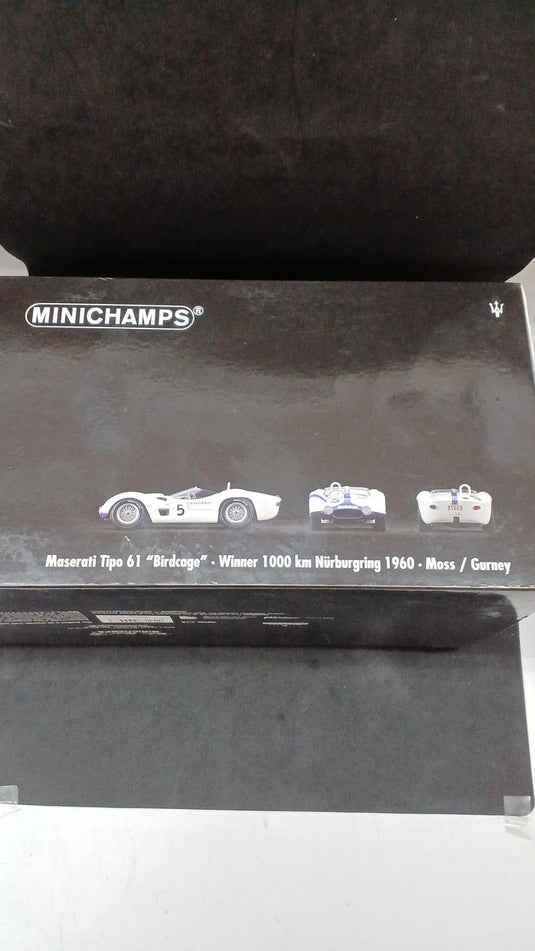 MINICHAMPS®
5
Maserati Tipo 61 "Birdcage" · Winner 1000 km Nürburgring 1960 · Moss / Gurney